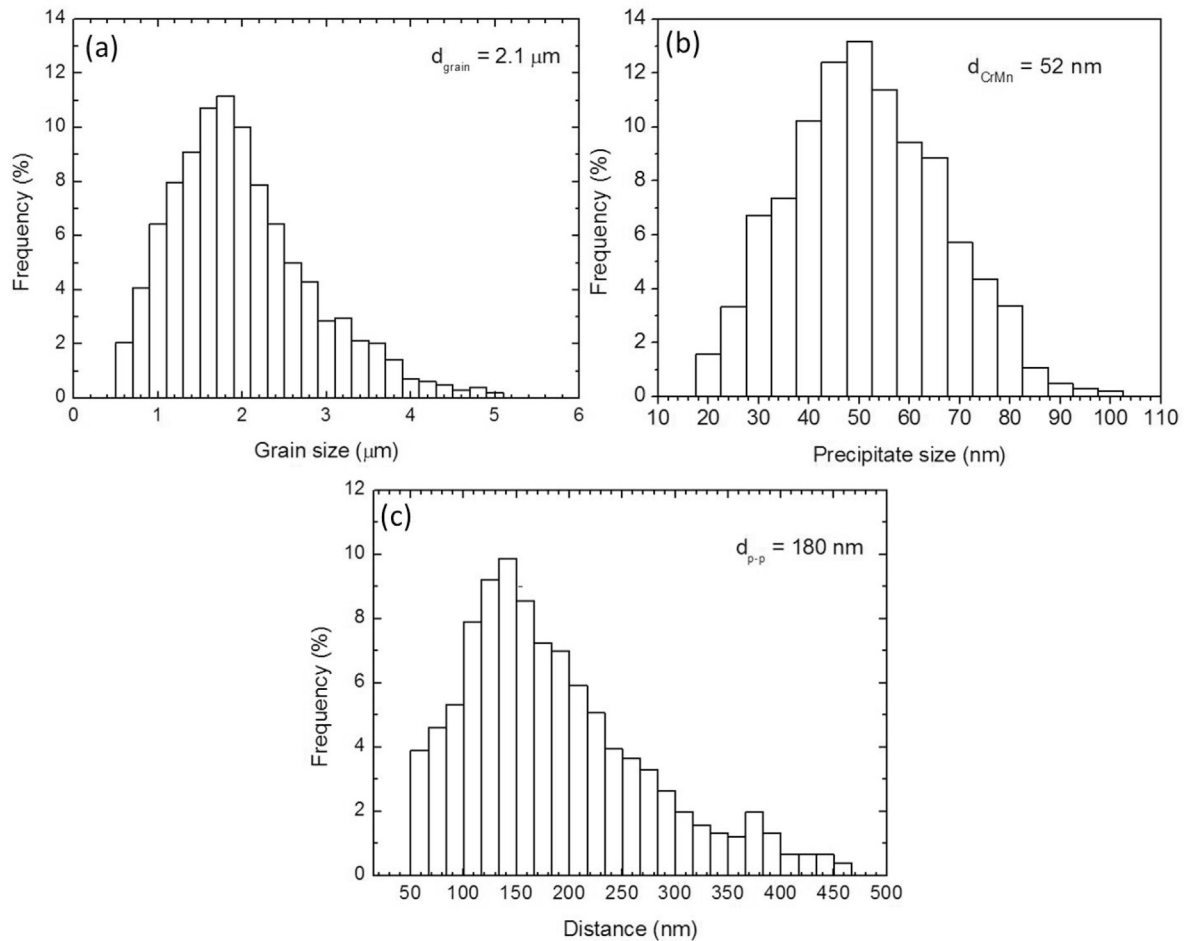 (a)
d_grain = 2.1 μm
Frequency (%)
14
12
10
8
6
4
2
0
0 1 2 3 4 5 6
Grain size (μm)
(b)
d_CrMn = 52 nm
Frequency (%)
14
12
10
8
6
4
2
0
10 20 30 40 50 60 70 80 90 100 110
Precipitate size (nm)
(c)
d_p-p = 180 nm
Frequency (%)
12
10
8
6
4
2
0
50 100 150 200 250 300 350 400 450 500
Distance (nm)